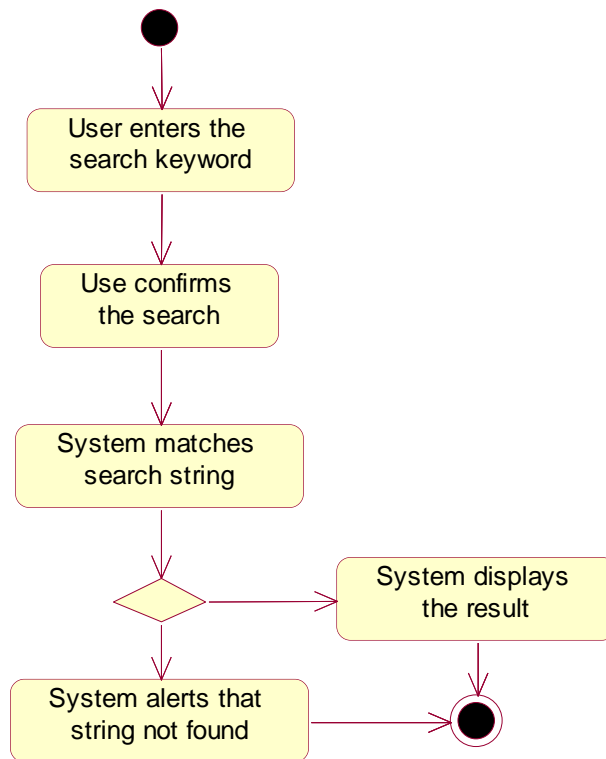 User enters the
search keyword
Use confirms
the search
System matches
search string
System displays
the result
System alerts that
string not found